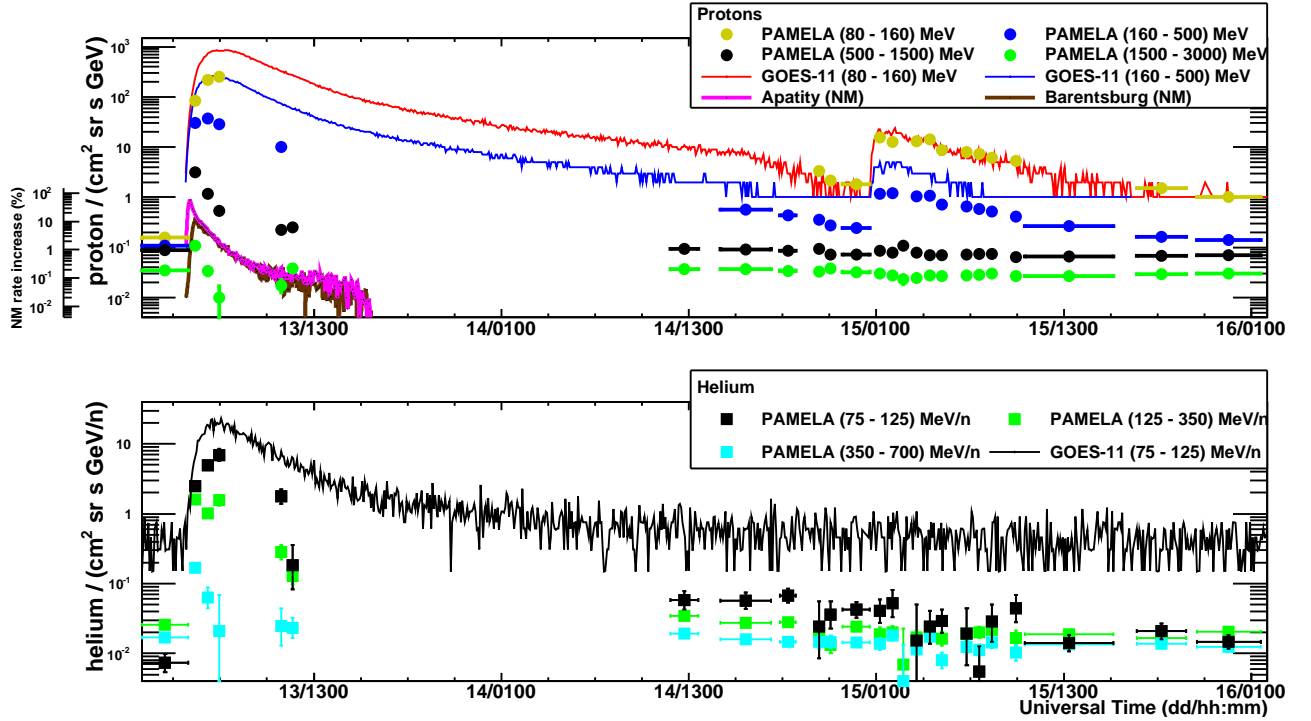 Protons
PAMELA (80 - 160) MeV
PAMELA (160 - 500) MeV
PAMELA (500 - 1500) MeV
PAMELA (1500 - 3000) MeV
GOES-11 (80 - 160) MeV
GOES-11 (160 - 500) MeV
Apatity (NM)
Barentsburg (NM)
proton / (cm² sr s GeV)
10³
10²
10
1
10⁻¹
10⁻²
NM rate increase (%)
10²
10
1
10⁻¹
10⁻²
13/1300
14/0100
14/1300
15/0100
15/1300
16/0100
Helium
PAMELA (75 - 125) MeV/n
PAMELA (125 - 350) MeV/n
PAMELA (350 - 700) MeV/n
GOES-11 (75 - 125) MeV/n
helium / (cm² sr s GeV/n)
10
1
10⁻¹
10⁻²
13/1300
14/0100
14/1300
15/0100
15/1300
16/0100
Universal Time (dd/hh:mm)